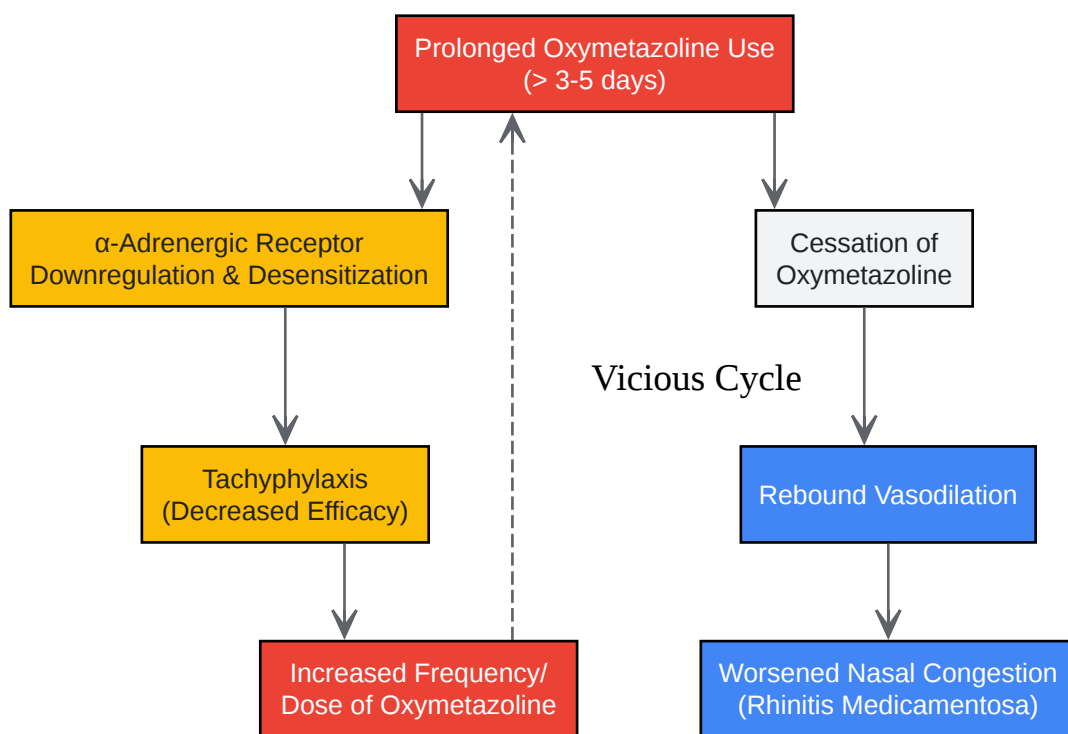 Prolonged Oxymetazoline Use
(> 3-5 days)
α-Adrenergic Receptor
Downregulation & Desensitization
Cessation of
Oxymetazoline
Vicious Cycle
Tachyphylaxis
(Decreased Efficacy)
Rebound Vasodilation
Increased Frequency/
Dose of Oxymetazoline
Worsened Nasal Congestion
(Rhinitis Medicamentosa)